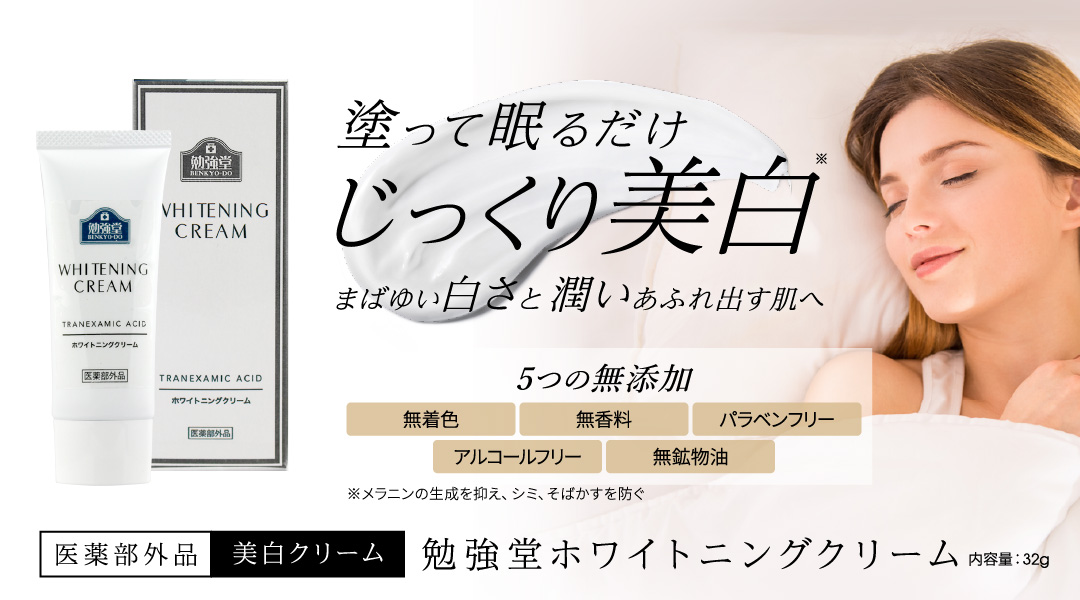 勉強堂
BENKYO-DO
WHITENING
CREAM
TRANEXAMIC ACID
ホワイトニングクリーム
医薬部外品
勉強堂
BENKYO-DO
WHITENING
CREAM
TRANEXAMIC ACID
ホワイトニングクリーム
医薬部外品
塗って眠るだけ
じっくり美白※
まばゆい白さと潤いあふれ出す肌へ
5つの無添加
無着色 無香料 パラベンフリー
アルコールフリー 無鉱物油
※メラニンの生成を抑え、シミ、そばかすを防ぐ
医薬部外品 美白クリーム 勉強堂ホワイトニングクリーム 内容量：32g